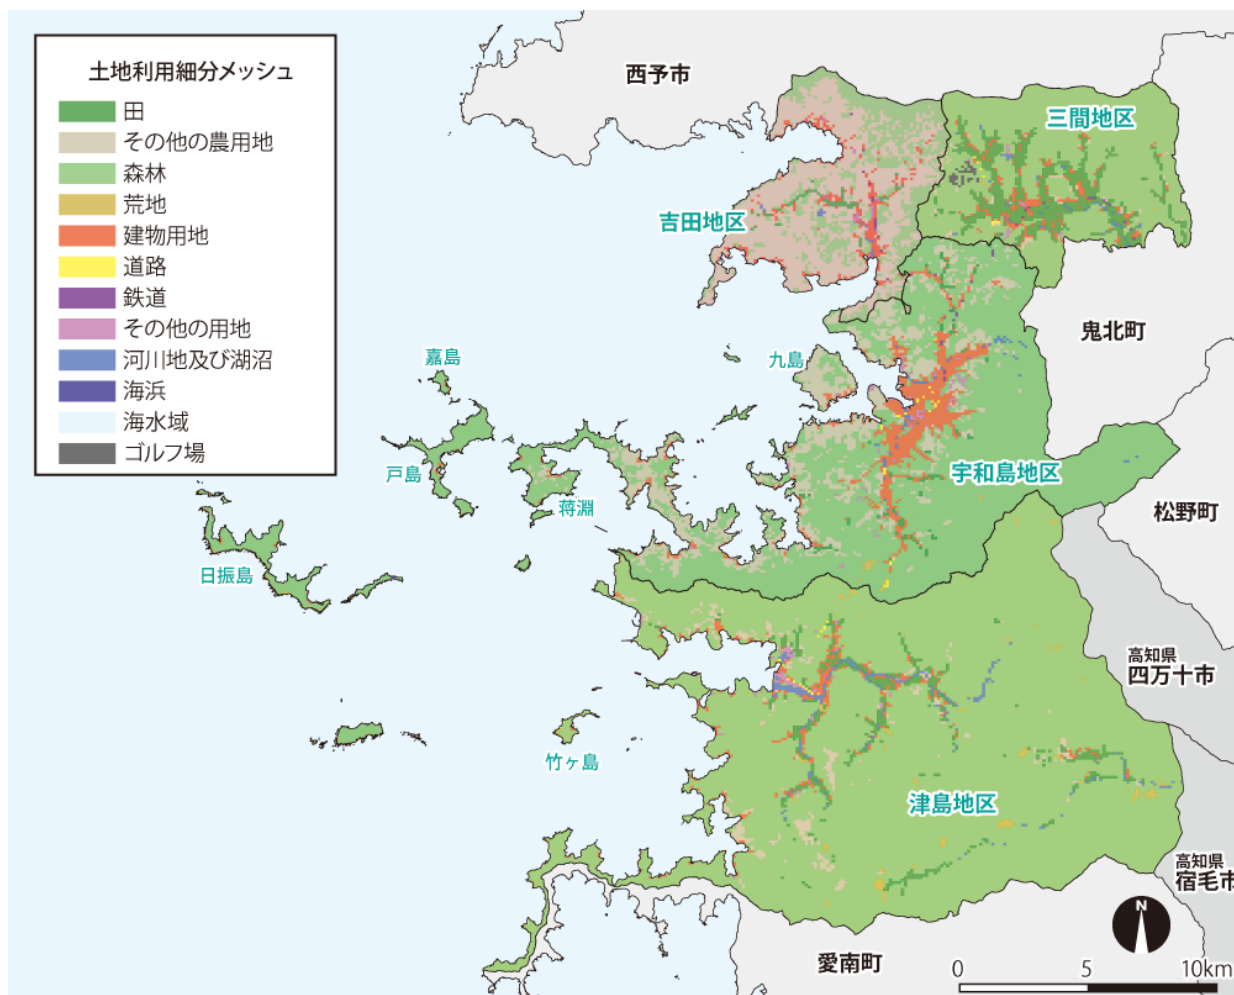 土地利用細分メッシュ
田
その他の農用地
森林
荒地
建物用地
道路
鉄道
その他の用地
河川地及び湖沼
海浜
海水域
ゴルフ場
西予市
三間地区
吉田地区
鬼北町
嘉島
九島
戸島
蒋淵
宇和島地区
松野町
日振島
高知県
四万十市
竹ヶ島
津島地区
高知県
宿毛市
愛南町
N
0 5 10km